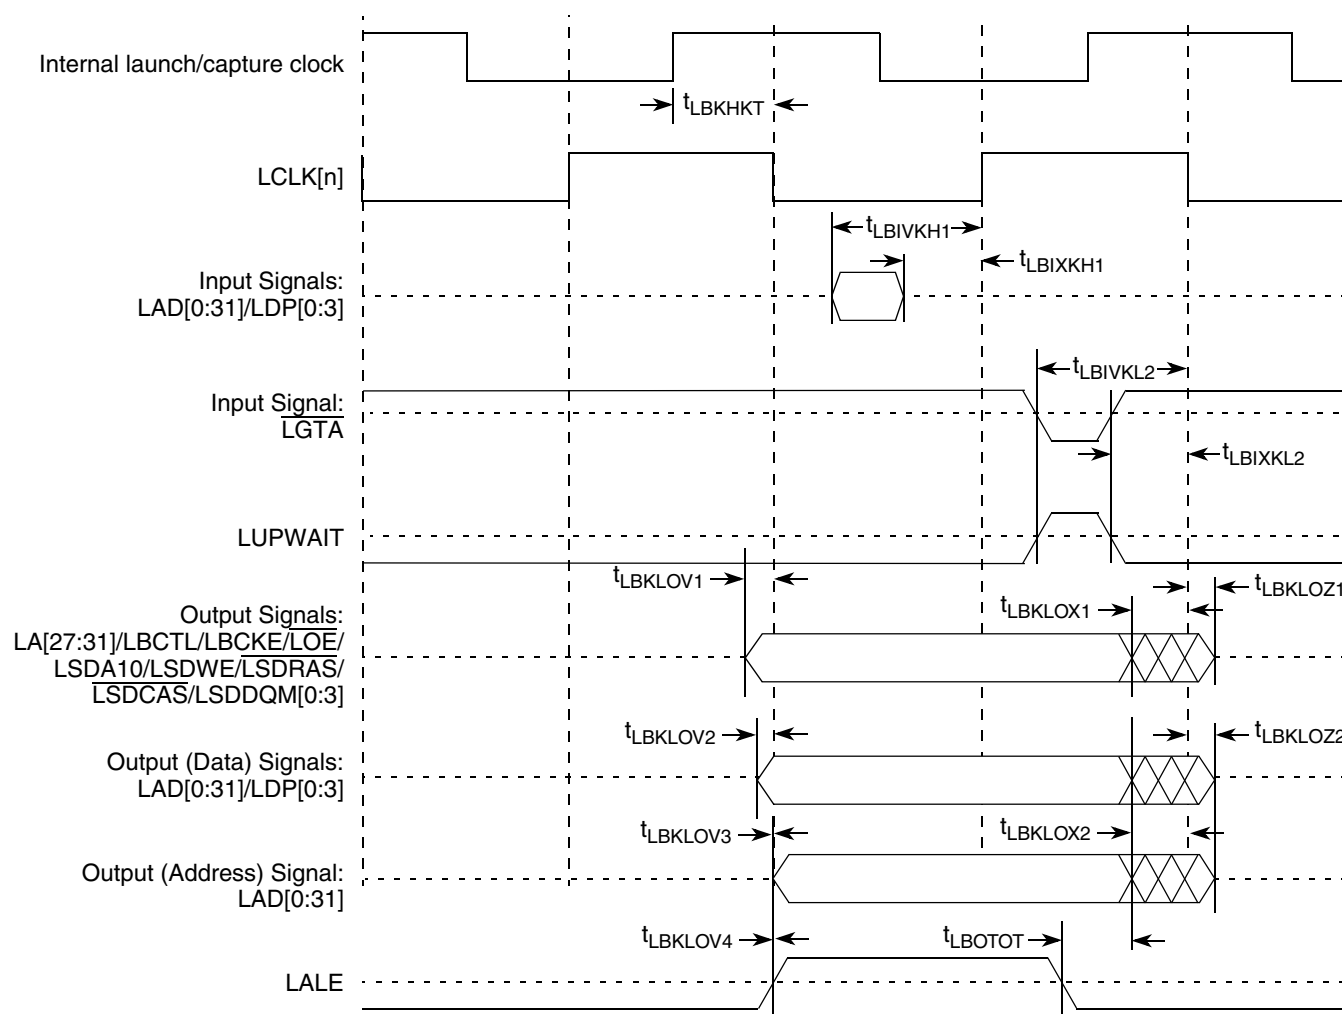 Internal launch/capture clock
tLBKHKT
LCLK[n]
tLBIVKH1
tLBIXKH1
Input Signals:
LAD[0:31]/LDP[0:3]
tLBIVKL2
Input Signal:
LGTA
tLBIXKL2
LUPWAIT
tLBKLOV1
tLBKLOZ1
tLBKLOX1
Output Signals:
LA[27:31]/LBCTL/LBCKE/LOE/
LSDA10/LSDWE/LSDRAS/
LSDCAS/LSDDQM[0:3]
tLBKLOV2
tLBKLOZ2
Output (Data) Signals:
LAD[0:31]/LDP[0:3]
tLBKLOV3
tLBKLOX2
Output (Address) Signal:
LAD[0:31]
tLBKLOV4
tLBOTOT
LALE